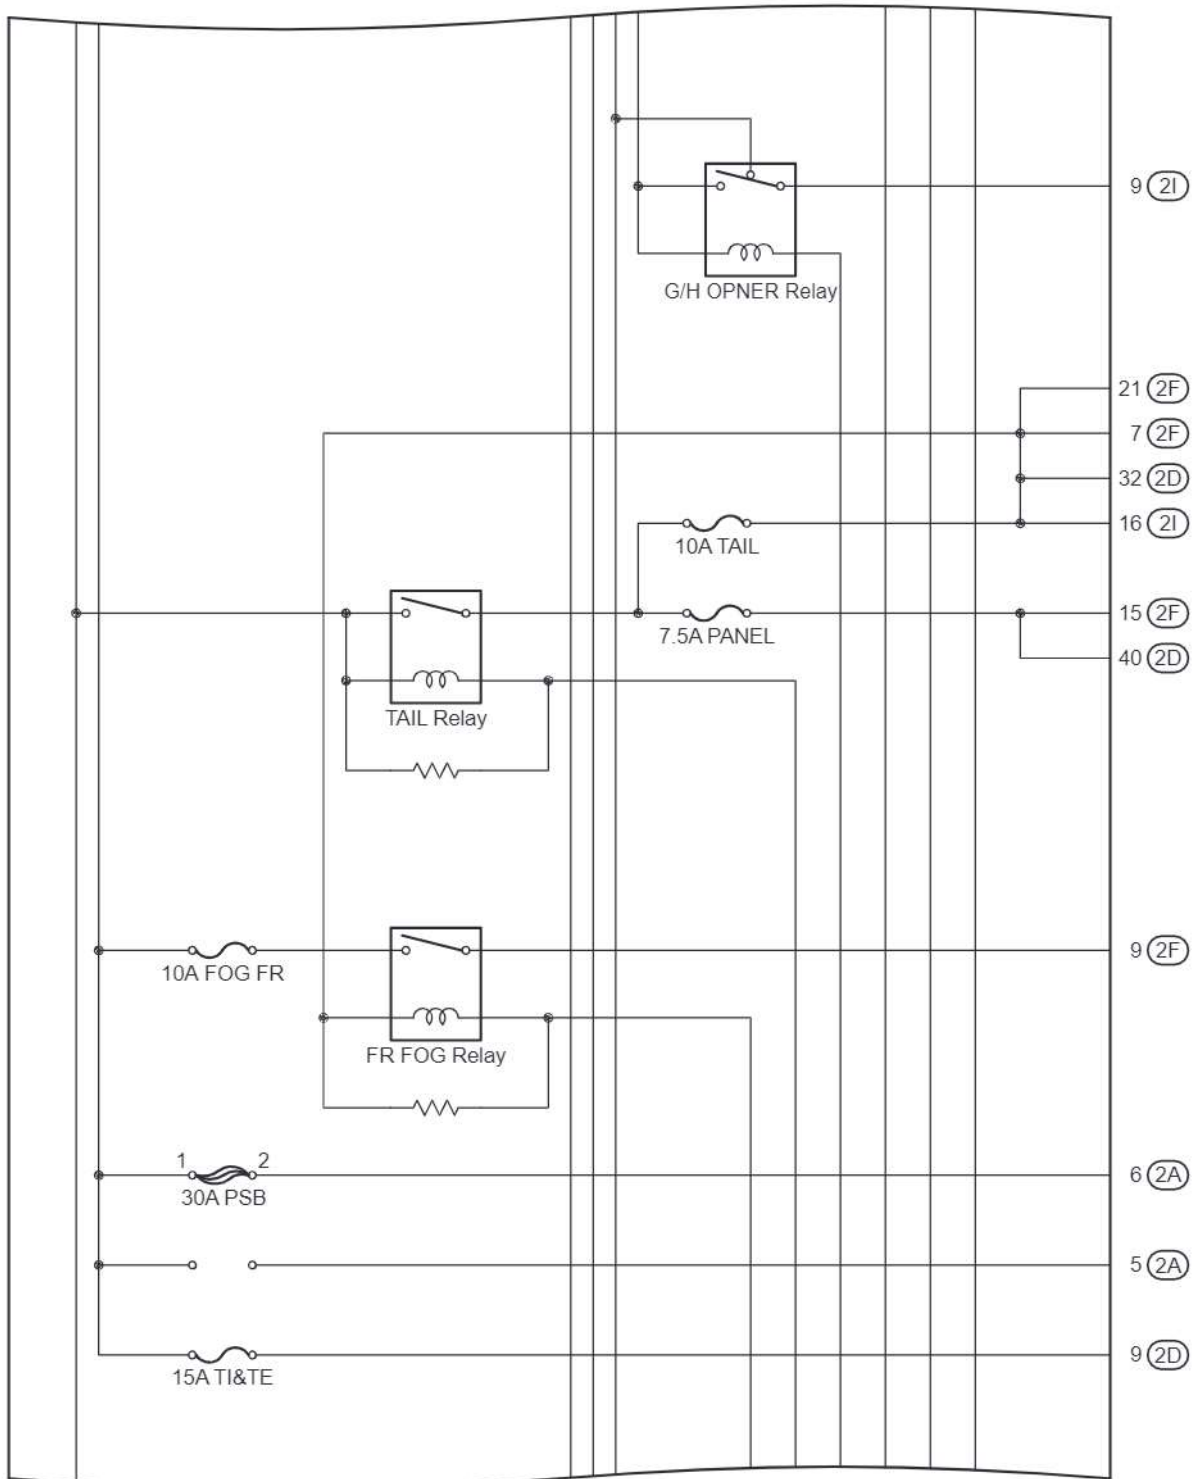 9 2I
G/H OPNER Relay
21 2F
7 2F
32 2D
16 2I
10A TAIL
15 2F
7.5A PANEL
40 2D
TAIL Relay
9 2F
10A FOG FR
FR FOG Relay
1 2
6 2A
30A PSB
5 2A
9 2D
15A TI&TE